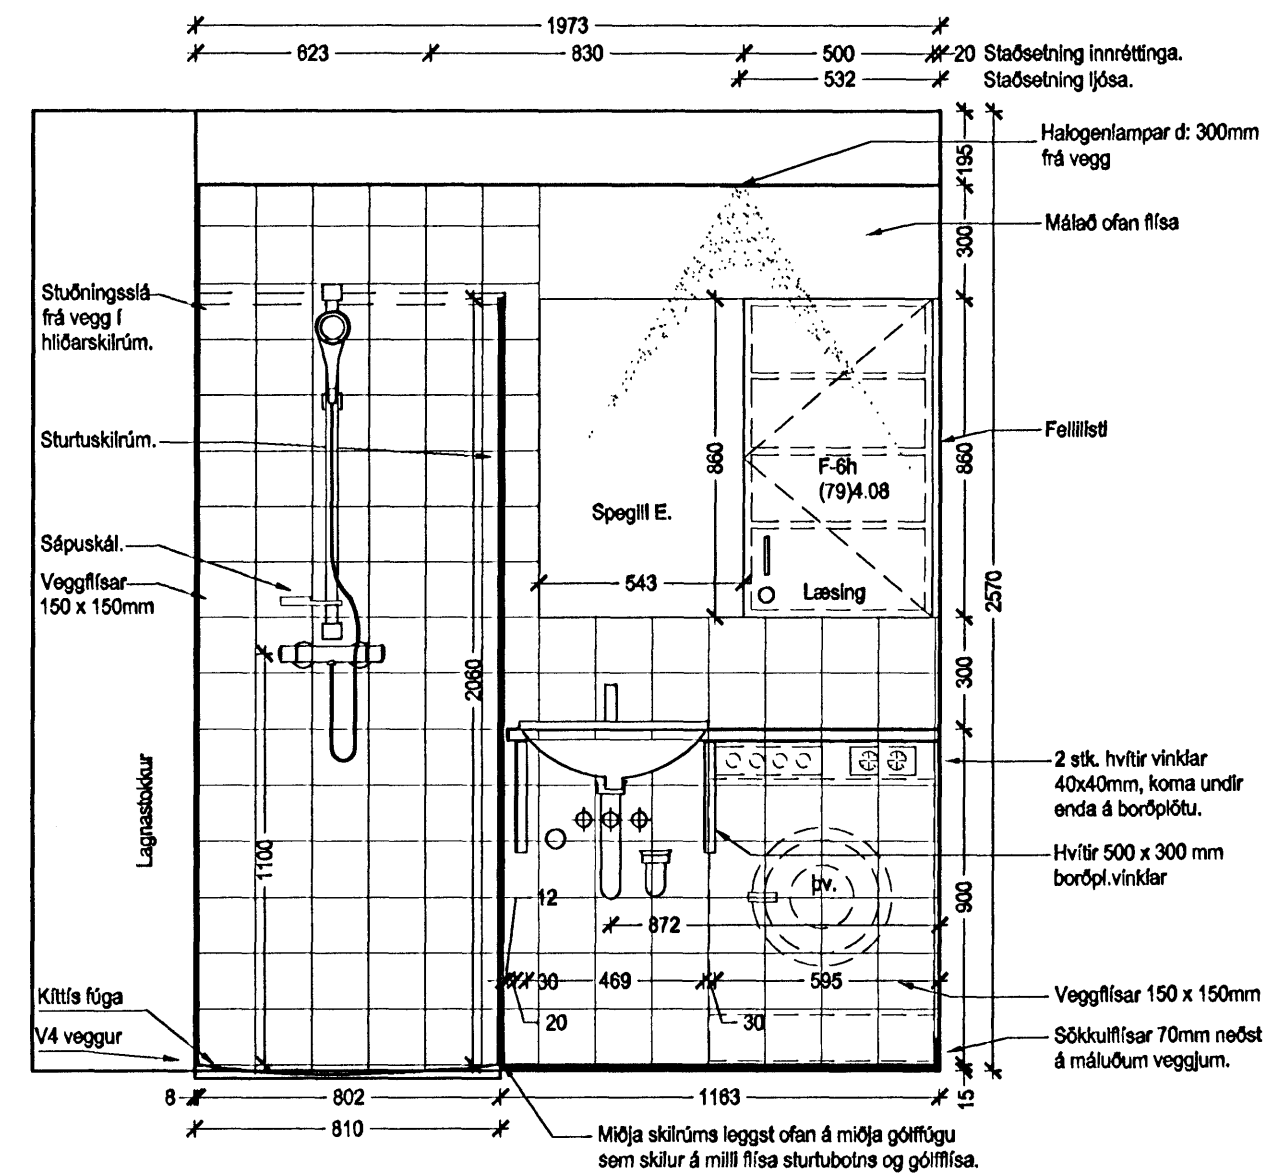 1973
623 830 500 20 Staðsetning innréttinga.
532 Staðsetning ljósa.
Halogenlampar d: 300mm
frá vegg
195
Málað ofan flísa
300
Stuðningsslá
frá vegg í
hliðarskilrúm.
Sturtuskilrúm.
Fellilisti
860
860
F-6h
(79)4.08
Spegill E.
Sápuskál.
Veggflísar
150 x 150mm
543
Læsing
2570
2060
300
Lagnastokkur
1100
2 stk. hvítir vinklar
40x40mm, koma undir
enda á borðplötu.
Hvítir 500 x 300 mm
borðpl.vinklar
þv.
12
900
872
30 469 595
Veggflísar 150 x 150mm
20 30
Kíttis fúga
V4 veggur
Sökkulflísar 70mm neðst
á máluðum veggjum.
8 802 1163 15
810
Miðja skilrúms leggst ofan á miðja gólffúgu
sem skilur á milli flísa sturtubotns og gólfflísa.